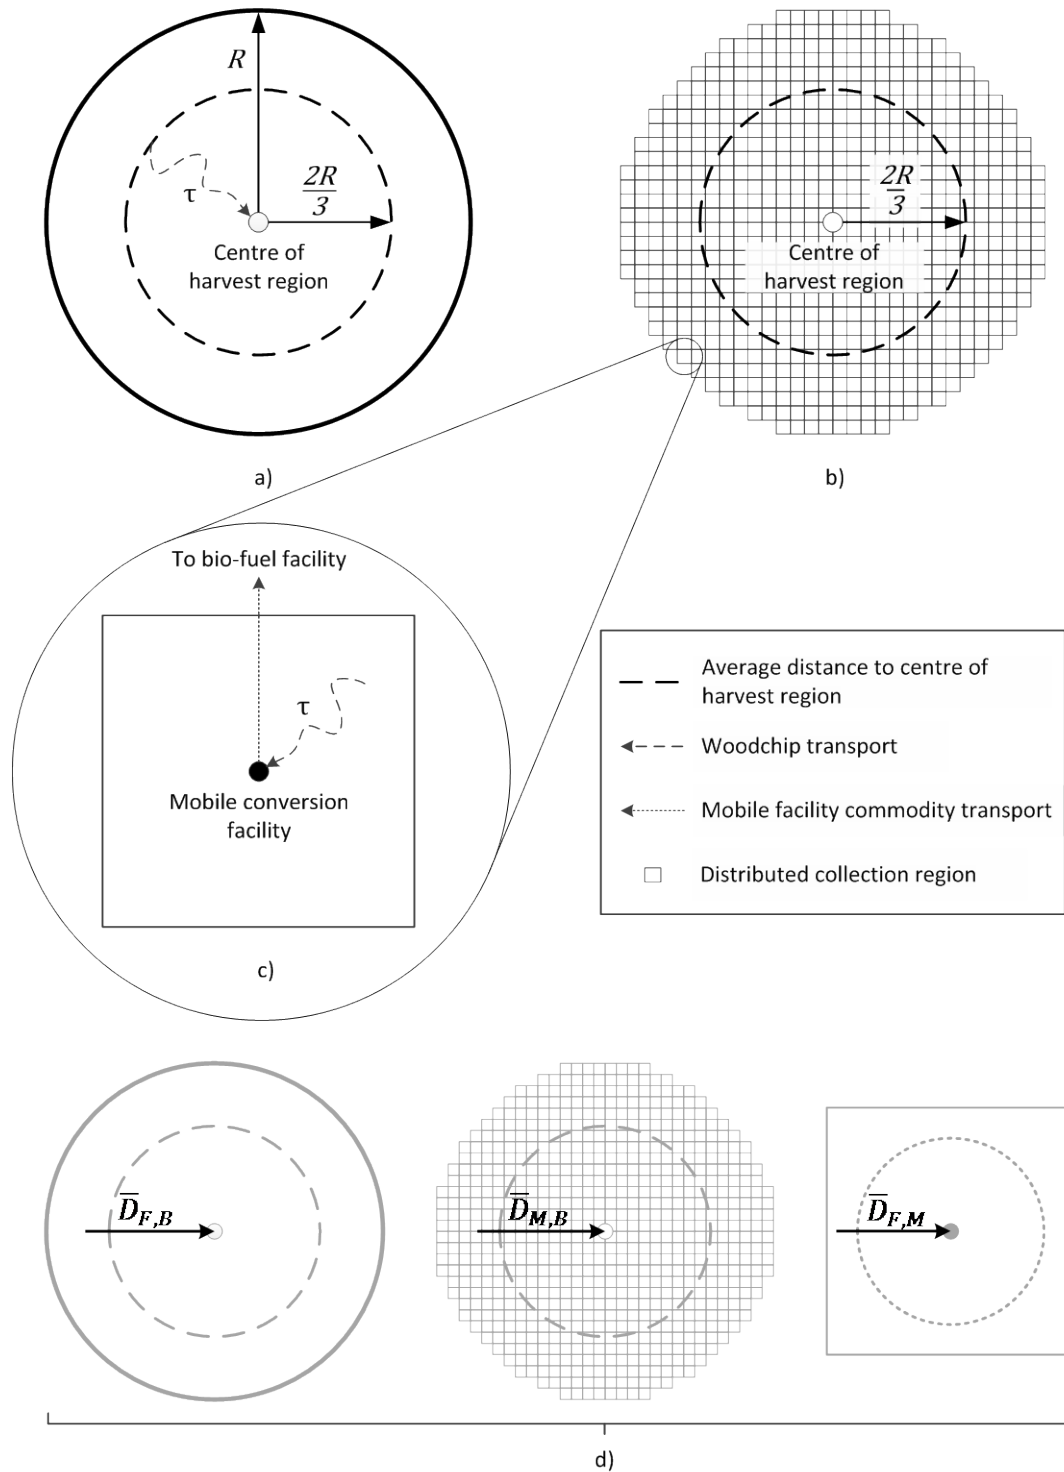 R
2R
3
τ
Centre of
harvest region
a)
2R
3
Centre of
harvest region
b)
To bio-fuel facility
τ
Mobile conversion
facility
c)
Average distance to centre of
harvest region
Woodchip transport
Mobile facility commodity transport
Distributed collection region
D̅F,B
D̅M,B
D̅F,M
d)